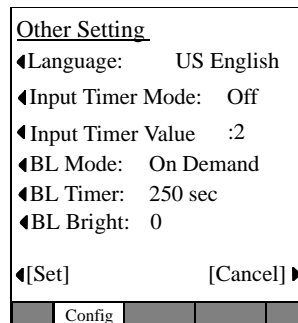 Other Setting
Language: US English
Input Timer Mode: Off
Input Timer Value :2
BL Mode: On Demand
BL Timer: 250 sec
BL Bright: 0
[Set] [Cancel]
Config